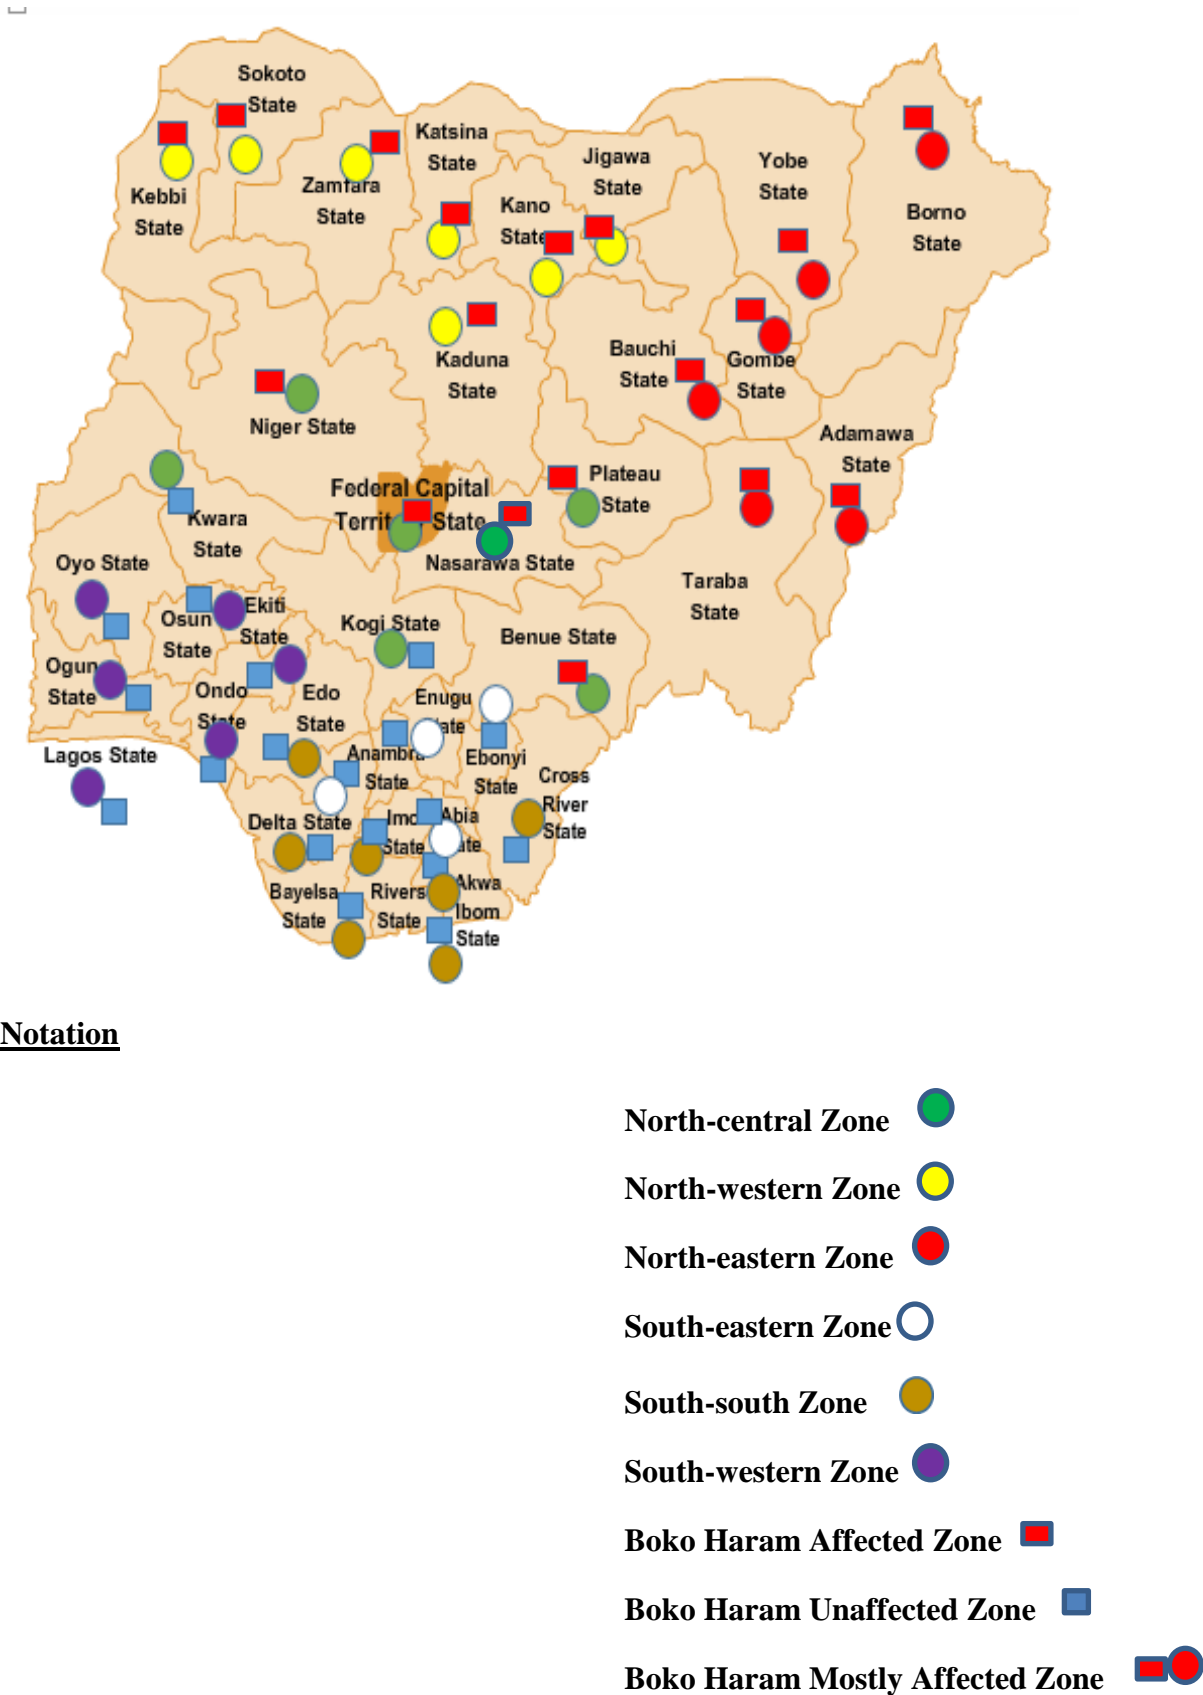 Sokoto
State
Katsina
State
Jigawa
State
Yobe
State
Kebbi
State
Zamfara
State
Kano
State
Borno
State
Kaduna
State
Bauchi
State
Gombe
State
Niger State
Adamawa
State
Federal Capital
Territ State
Plateau
State
Kwara
State
Nasarawa State
Oyo State
Taraba
State
Osun
State
Ekiti
State
Kogi State
Benue State
Ogun
State
Ondo
State
Edo
State
Enugu
ate
Lagos State
Anambra
State
Ebonyi
State
Cross
River
State
Delta State
Imo
State
Abia
ate
Bayelsa
State
Rivers
State
Akwa
Ibom
State
Notation
North-central Zone
North-western Zone
North-eastern Zone
South-eastern Zone
South-south Zone
South-western Zone
Boko Haram Affected Zone
Boko Haram Unaffected Zone
Boko Haram Mostly Affected Zone